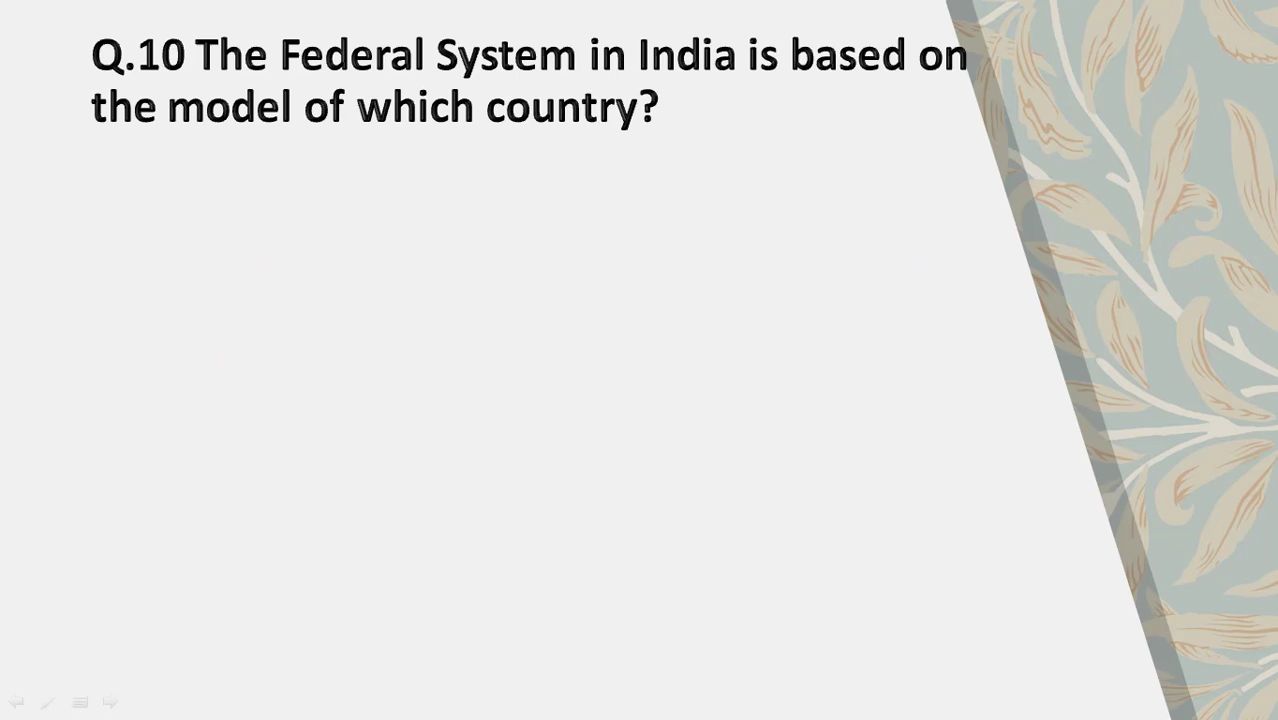 Q.10 The Federal System in India is based on
the model of which country?